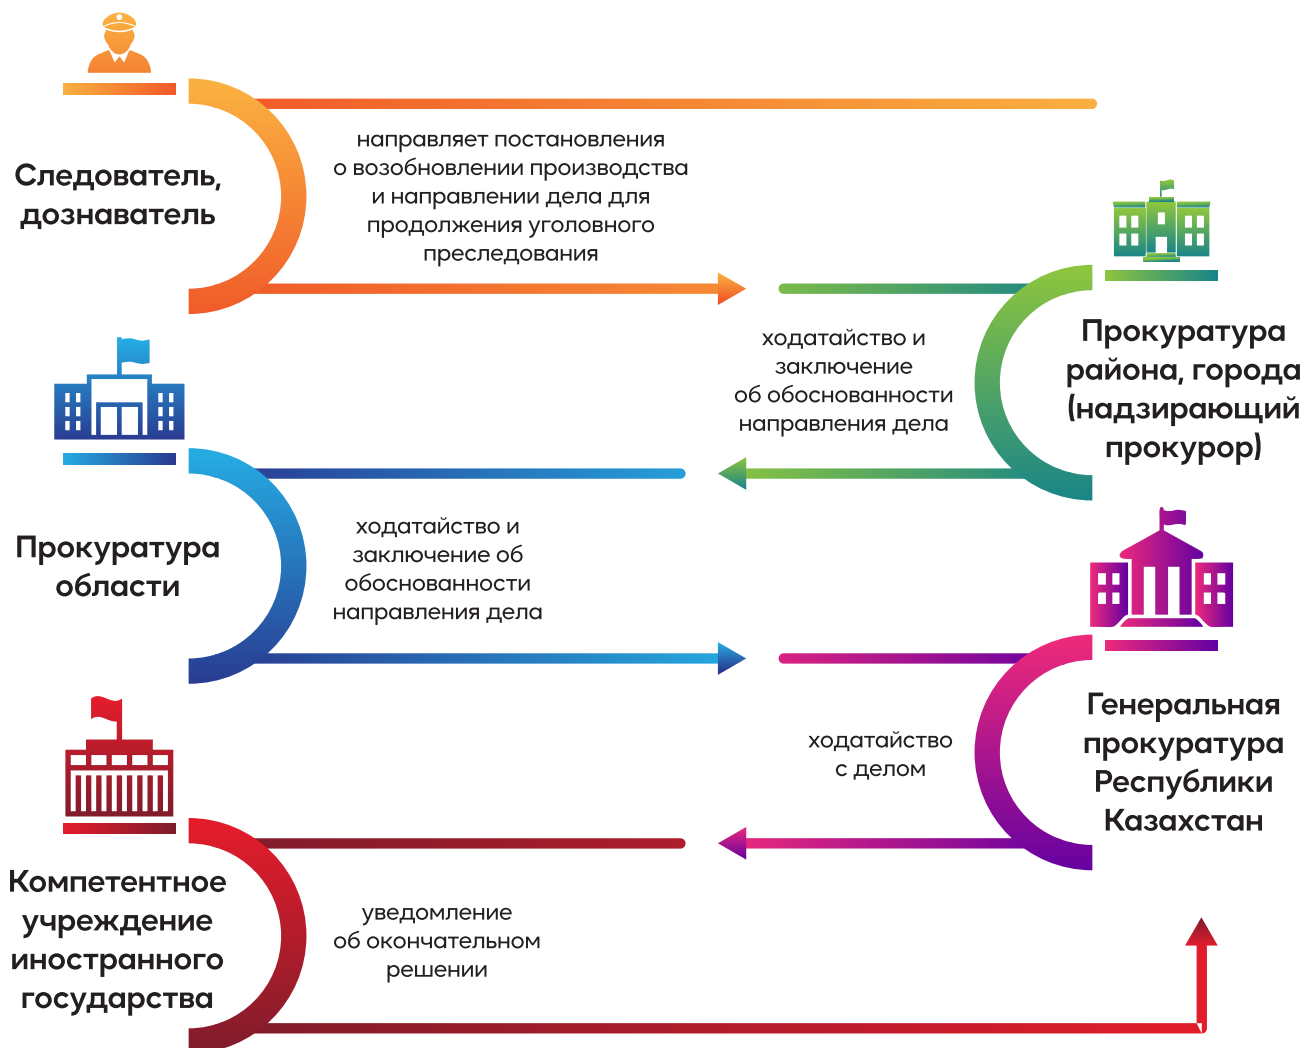 Следователь,
дознаватель
направляет постановления
о возобновлении производства
и направлении дела для
продолжения уголовного
преследования
Прокуратура
района, города
(надзирающий
прокурор)
ходатайство и
заключение
об обоснованности
направления дела
Прокуратура
области
ходатайство и
заключение об
обоснованности
направления дела
Генеральная
прокуратура
Республики
Казахстан
ходатайство
с делом
Компетентное
учреждение
иностранного
государства
уведомление
об окончательном
решении